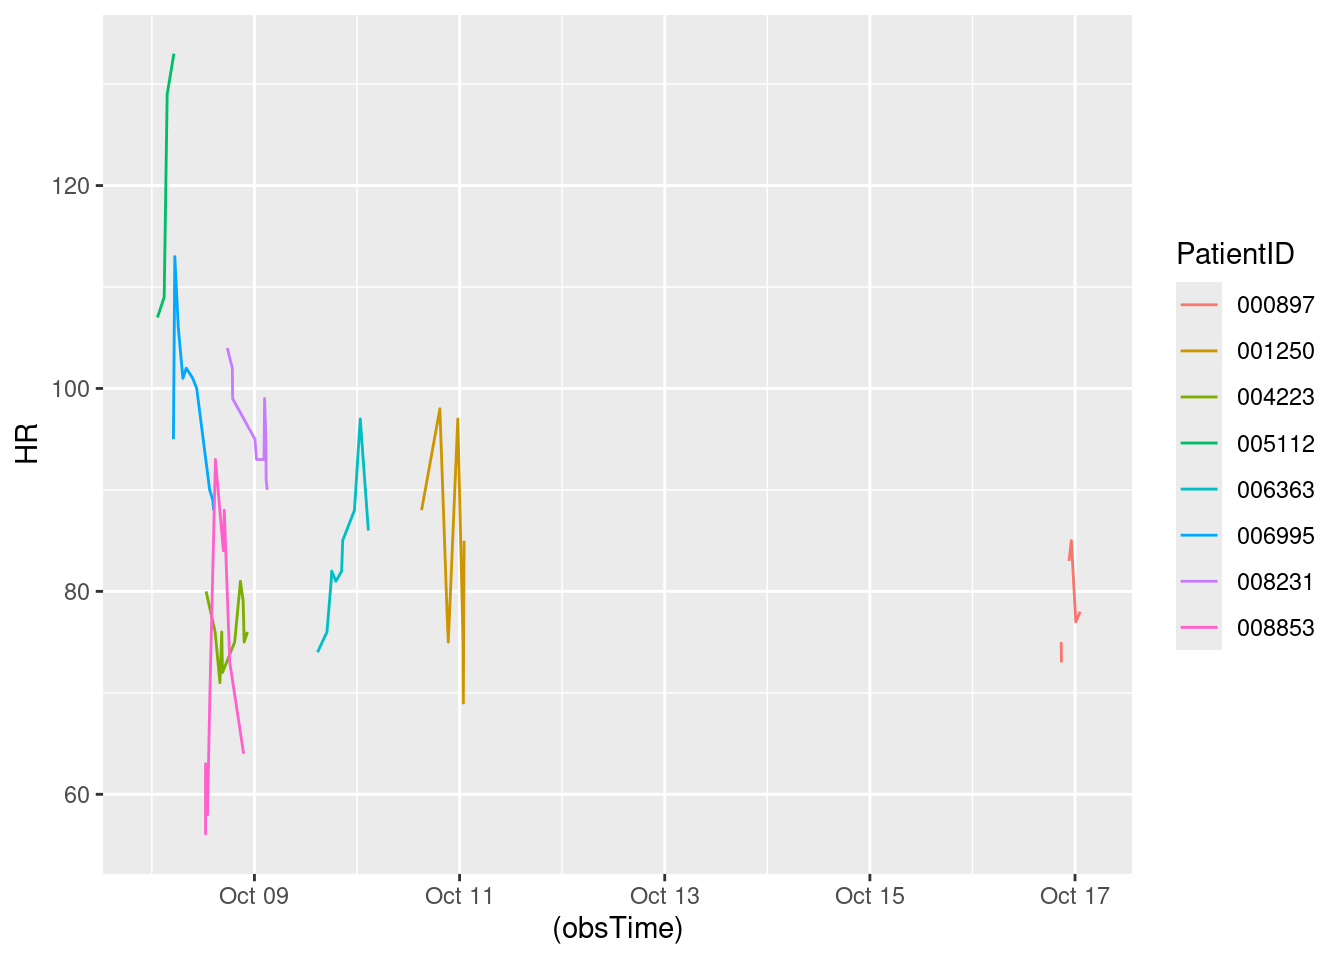 HR
120
100
80
60
Oct 09
Oct 11
Oct 13
Oct 15
Oct 17
(obsTime)
PatientID
000897
001250
004223
005112
006363
006995
008231
008853